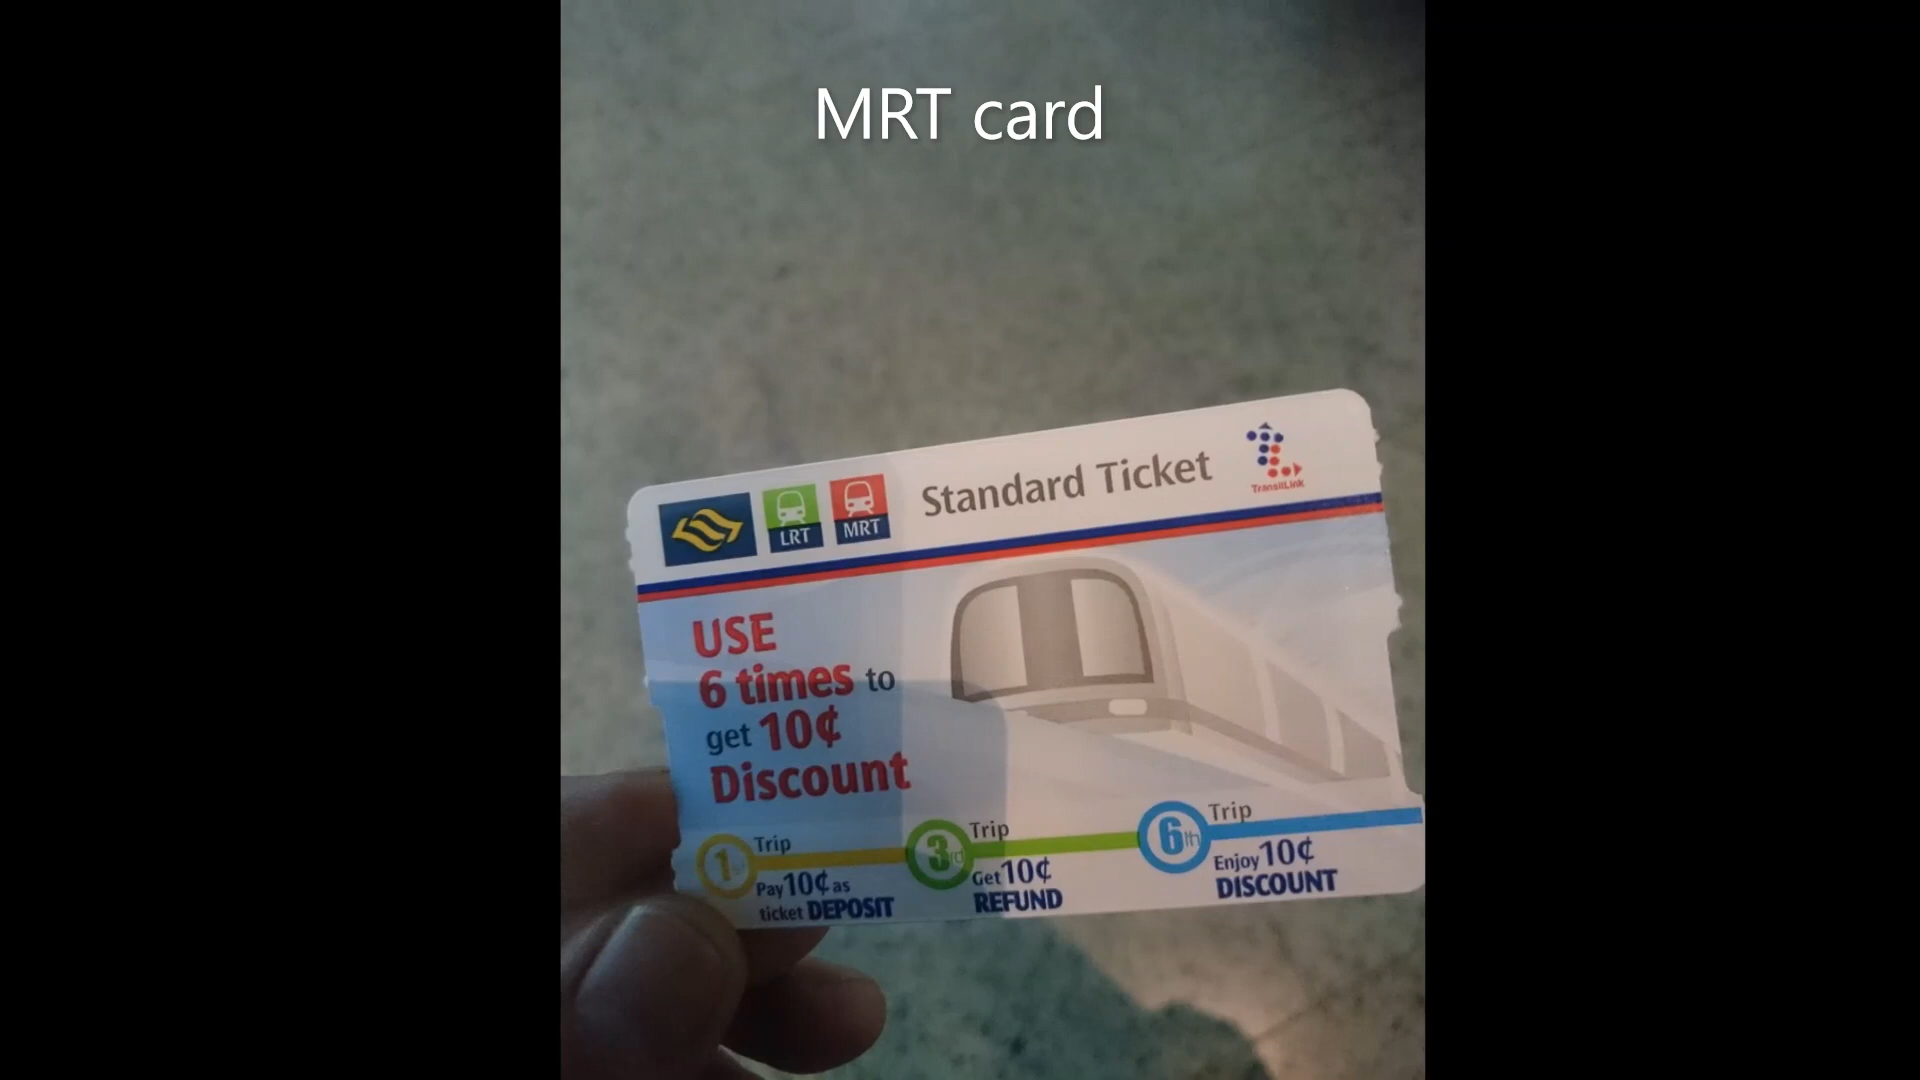 MRT card
LRT
MRT
Standard Ticket
TransitLink
USE
6 times to
get 10¢
Discount
1st Trip
Pay 10¢ as
ticket DEPOSIT
3rd Trip
Get 10¢
REFUND
6th Trip
Enjoy 10¢
DISCOUNT